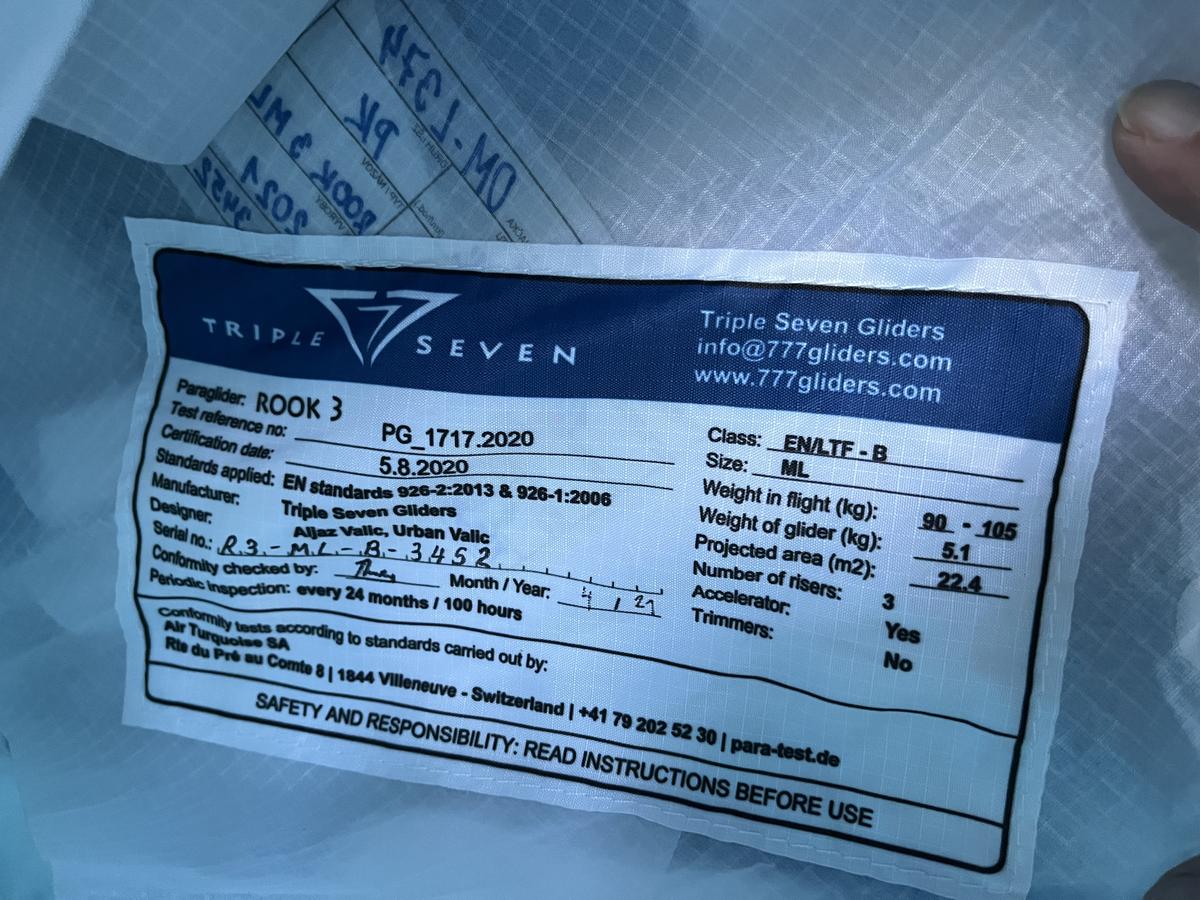 OM-L374
PK
ROOK 3 ML
2021
3452
TRIPLE SEVEN
Triple Seven Gliders
info@777gliders.com
www.777gliders.com
Paraglider: ROOK 3
Test reference no: PG_1717.2020
Certification date: 5.8.2020
Standards applied: EN standards 926-2:2013 & 926-1:2006
Manufacturer: Triple Seven Gliders
Designer: Aljaz Valic, Urban Valic
Serial no.: R3-ML-B-3452
Conformity checked by:
Month / Year: 4 / 21
Periodic inspection: every 24 months / 100 hours
Class: EN/LTF - B
Size: ML
Weight in flight (kg): 90 - 105
Weight of glider (kg): 5.1
Projected area (m2): 22.4
Number of risers: 3
Accelerator: Yes
Trimmers: No
Conformity tests according to standards carried out by:
Air Turquoise SA
Rte du Pré au Comte 8 | 1844 Villeneuve - Switzerland | +41 79 202 52 30 | para-test.de
SAFETY AND RESPONSIBILITY: READ INSTRUCTIONS BEFORE USE